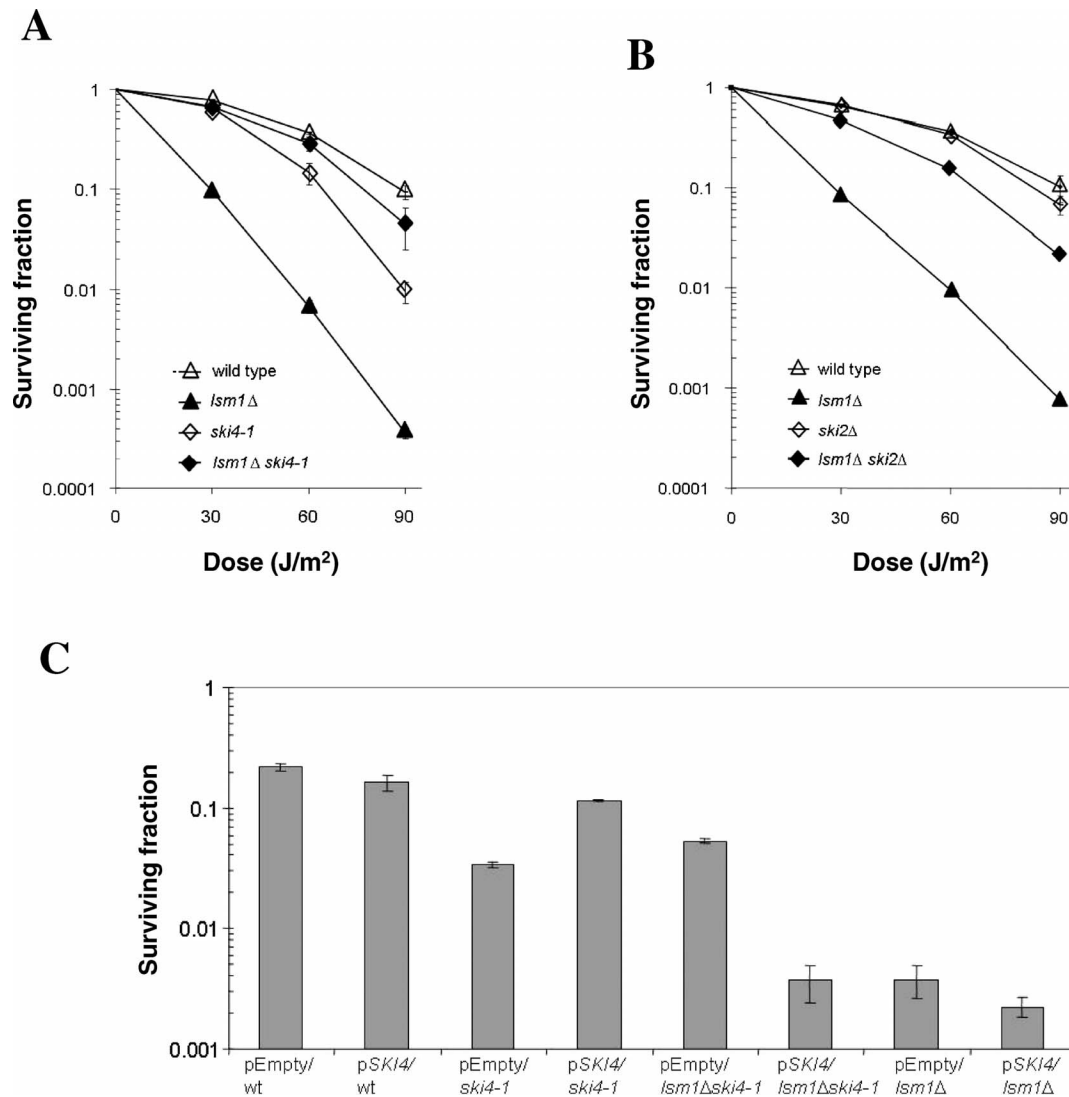 A
Surviving fraction
1
0.1
0.01
0.001
0.0001
wild type
lsm1Δ
ski4-1
lsm1Δ ski4-1
0 30 60 90
Dose (J/m²)
B
Surviving fraction
1
0.1
0.01
0.001
0.0001
wild type
lsm1Δ
ski2Δ
lsm1Δ ski2Δ
0 30 60 90
Dose (J/m²)
C
Surviving fraction
1
0.1
0.01
0.001
pEmpty/ pSKI4/ pEmpty/ pSKI4/ pEmpty/ pSKI4/ pEmpty/ pSKI4/
wt wt ski4-1 ski4-1 lsm1Δski4-1 lsm1Δski4-1 lsm1Δ lsm1Δ